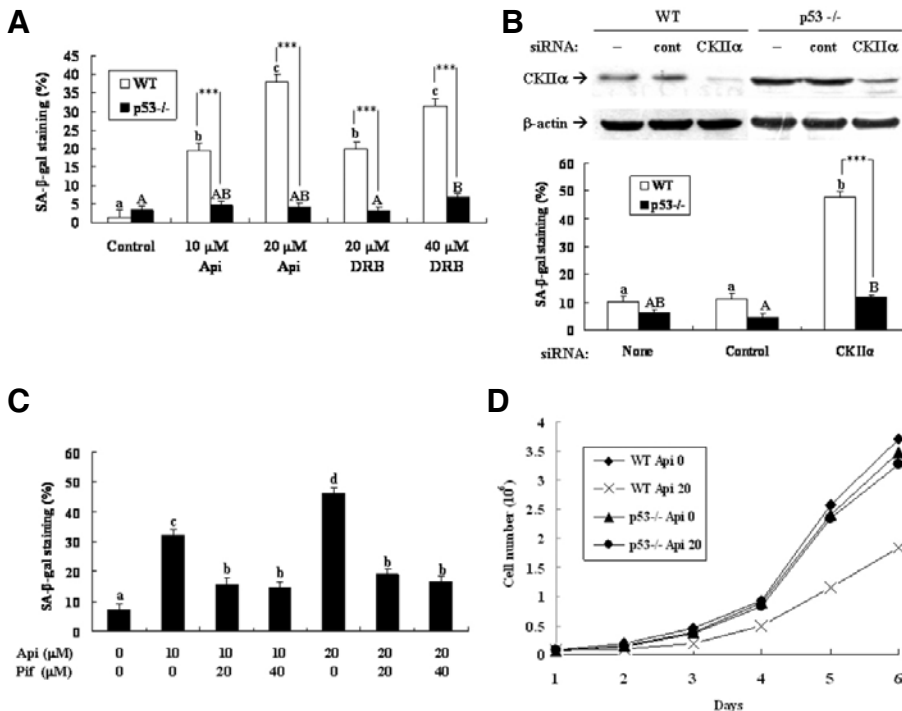 A
SA-β-gal staining (%)
45
40
35
30
25
20
15
10
5
0
WT
p53-/-
a A
b *** AB
c *** AB
b *** A
c *** B
Control 10 μM Api 20 μM Api 20 μM DRB 40 μM DRB
B
WT p53 -/-
siRNA: – cont CKIIα – cont CKIIα
CKIIα →
β-actin →
SA-β-gal staining (%)
60
50
40
30
20
10
0
WT
p53-/-
a AB
a A
b *** B
siRNA: None Control CKIIα
C
SA-β-gal staining (%)
60
50
40
30
20
10
0
a c b b d b b
Api (μM) 0 10 10 10 20 20 20
Pif (μM) 0 0 20 40 0 20 40
D
Cell number (10⁶)
4
3.5
3
2.5
2
1.5
1
0.5
0
WT Api 0
WT Api 20
p53-/- Api 0
p53-/- Api 20
1 2 3 4 5 6
Days